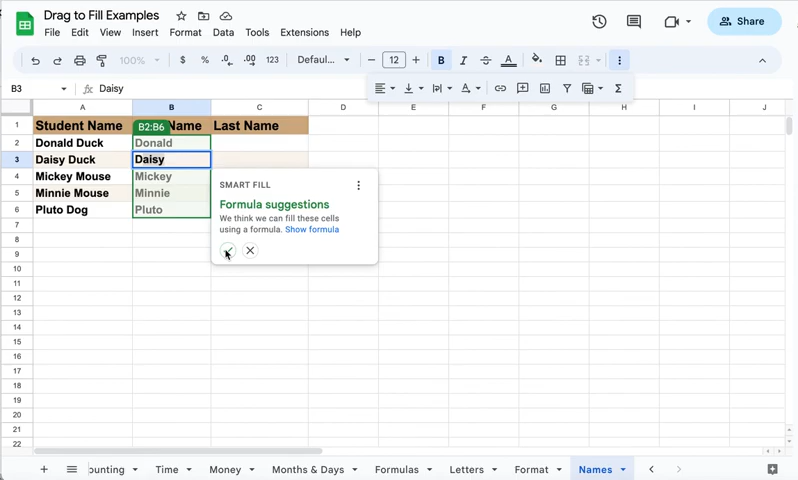 Drag to Fill Examples
File Edit View Insert Format Data Tools Extensions Help
Share
100% $ % .0 .00 123 Defaul... 12 B I S A
B3 fx Daisy
Σ
A B C D E F G H I J
1 Student Name Name Last Name
B2:B6
2 Donald Duck Donald
3 Daisy Duck Daisy
4 Mickey Mouse Mickey
5 Minnie Mouse Minnie
6 Pluto Dog Pluto
SMART FILL
Formula suggestions
We think we can fill these cells
using a formula. Show formula
7
8
9
10
11
12
13
14
15
16
17
18
19
20
21
22
ounting Time Money Months & Days Formulas Letters Format Names